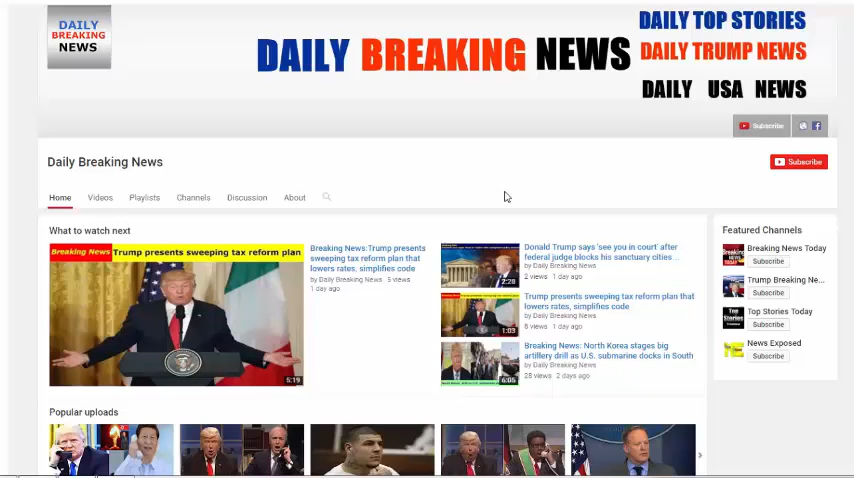 DAILY
BREAKING
NEWS
DAILY BREAKING NEWS
DAILY TOP STORIES
DAILY TRUMP NEWS
DAILY USA NEWS
Subscribe
Daily Breaking News
Subscribe
Home Videos Playlists Channels Discussion About
What to watch next
Breaking News
Trump presents sweeping tax reform plan
5:19
Breaking News:Trump presents
sweeping tax reform plan that
lowers rates, simplifies code
by Daily Breaking News 5 views
1 day ago
2:28
Donald Trump says 'see you in court' after
federal judge blocks his sanctuary cities...
by Daily Breaking News
2 views 1 day ago
1:03
Trump presents sweeping tax reform plan that
lowers rates, simplifies code
by Daily Breaking News
6 views 1 day ago
6:05
Breaking News: North Korea stages big
artillery drill as U.S. submarine docks in South
by Daily Breaking News
28 views 2 days ago
Featured Channels
Breaking News Today
Subscribe
Trump Breaking Ne...
Subscribe
Top Stories Today
Subscribe
News Exposed
Subscribe
Popular uploads